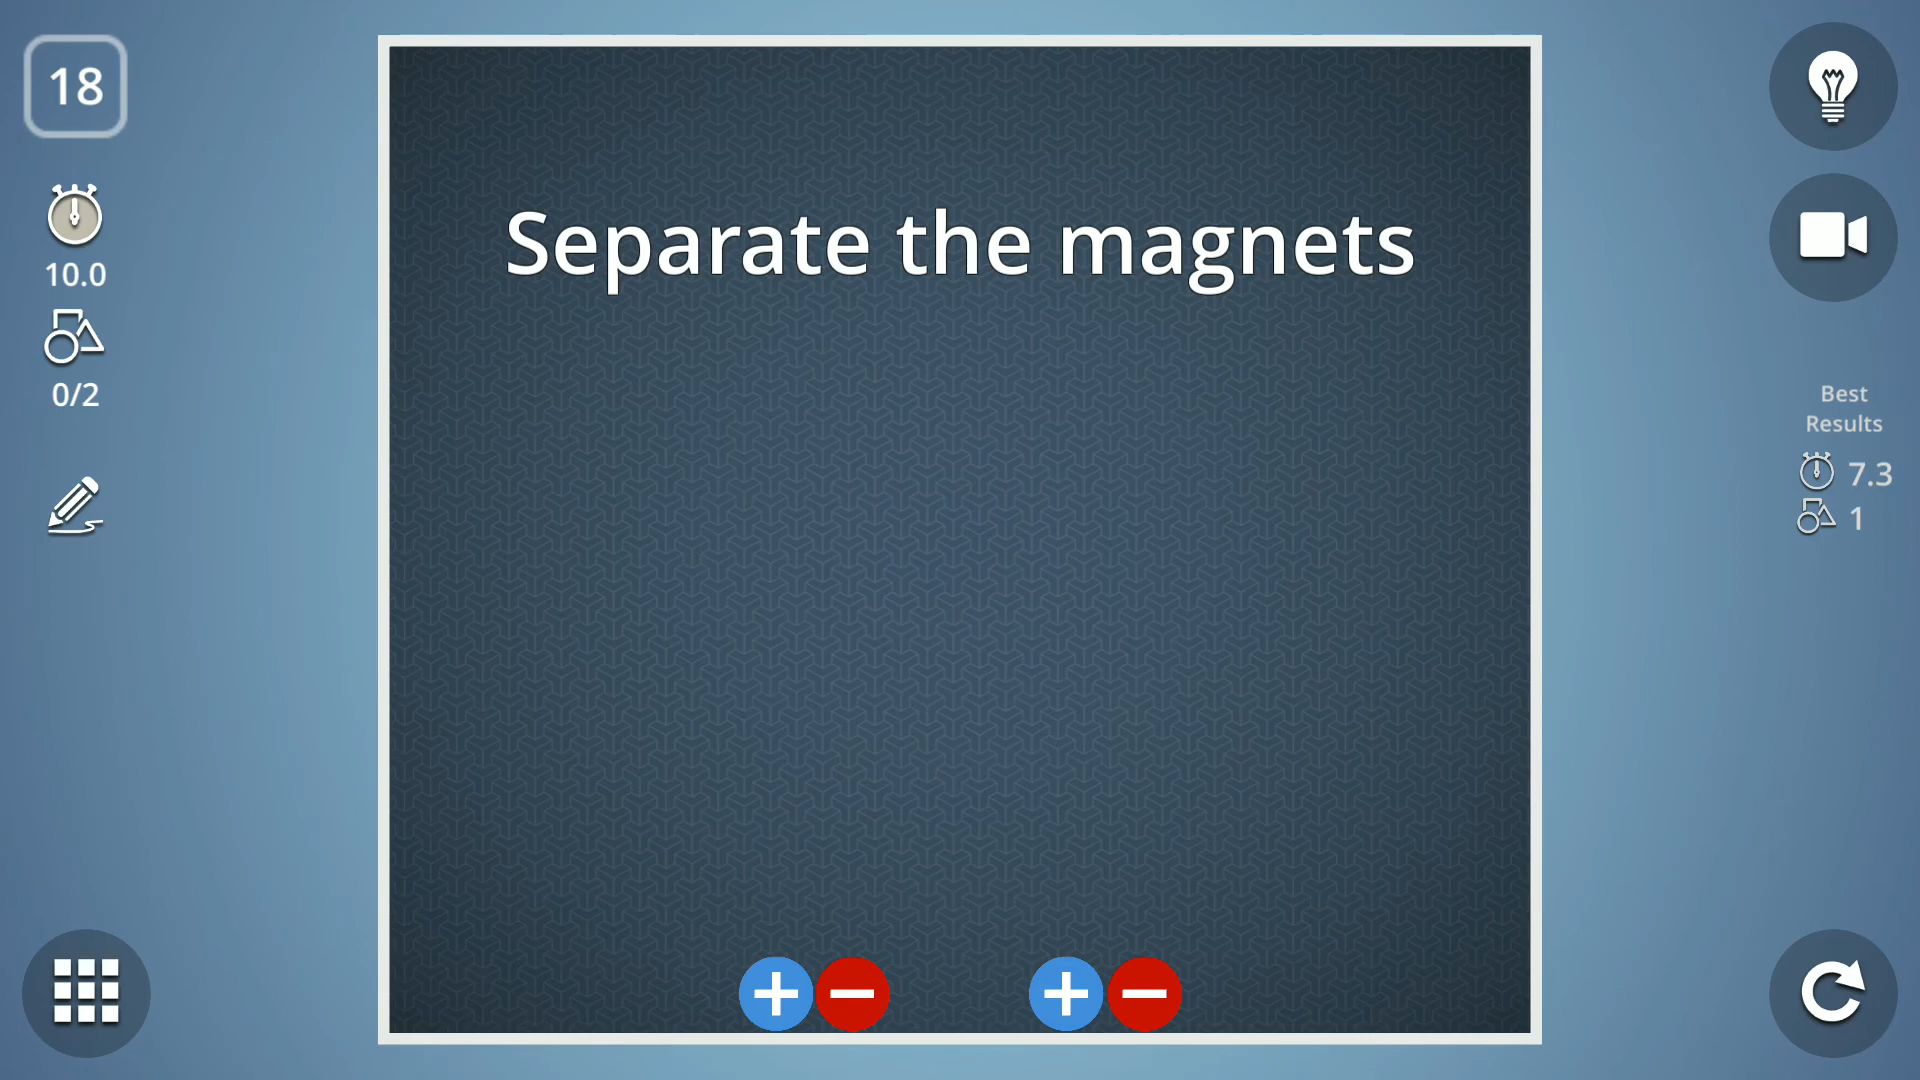 18
Separate the magnets
10.0
0/2
Best
Results
7.3
1
+ − + −